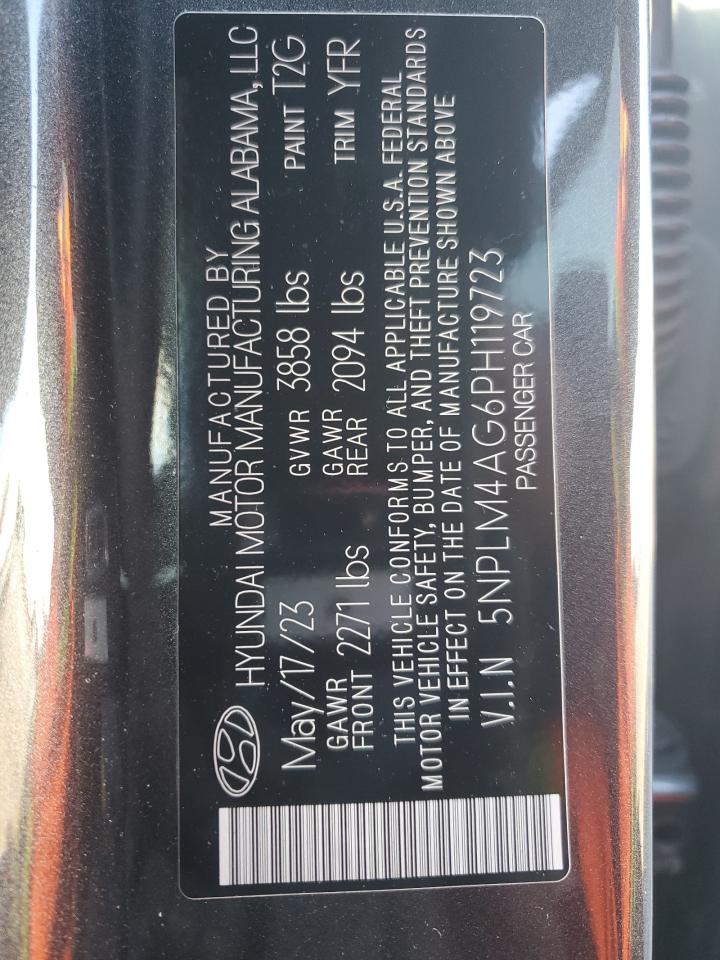 MANUFACTURED BY
HYUNDAI MOTOR MANUFACTURING ALABAMA, LLC
May/17/23 GVWR 3858 lbs PAINT T2G
GAWR FRONT 2271 lbs GAWR REAR 2094 lbs TRIM YFR
THIS VEHICLE CONFORMS TO ALL APPLICABLE U.S.A. FEDERAL
MOTOR VEHICLE SAFETY, BUMPER, AND THEFT PREVENTION STANDARDS
IN EFFECT ON THE DATE OF MANUFACTURE SHOWN ABOVE
V.I.N 5NPLM4AG6PH119723
PASSENGER CAR